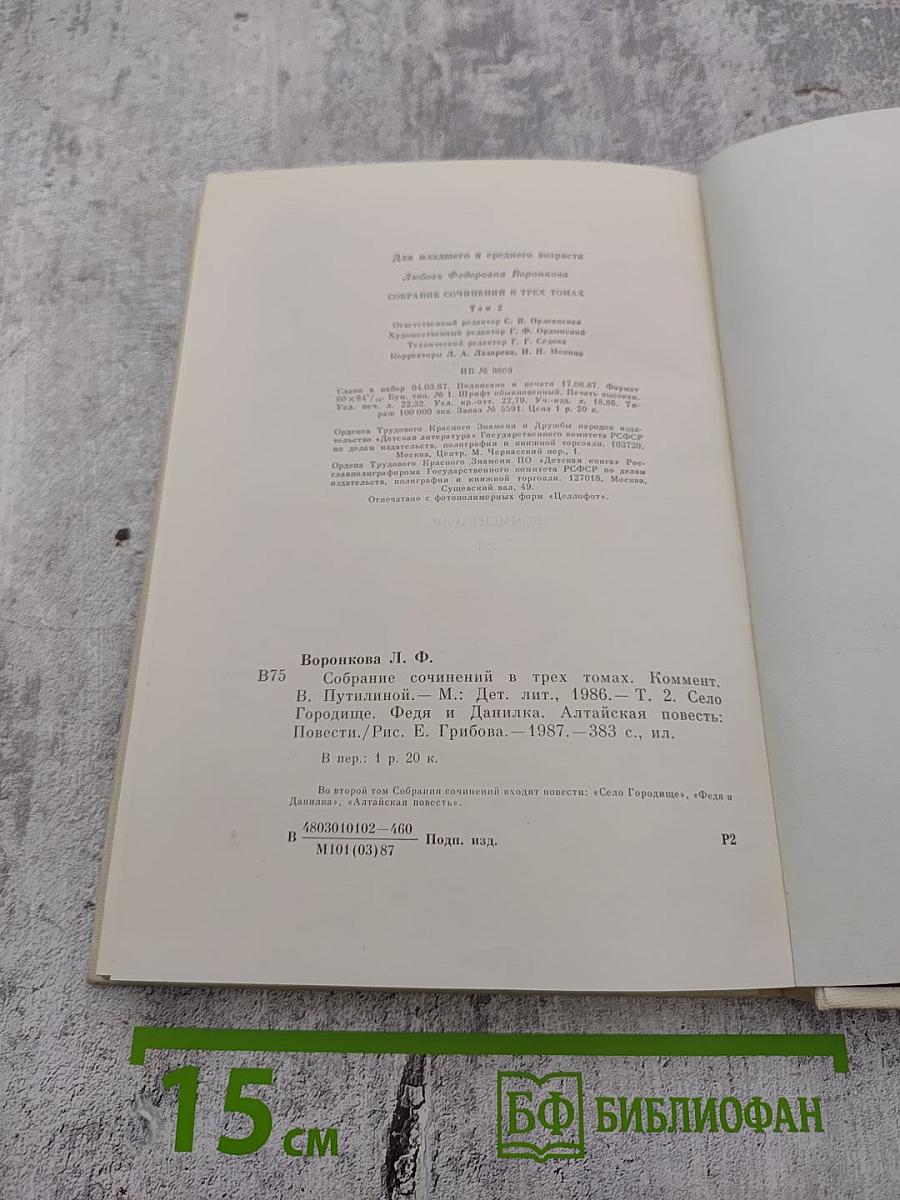 Для младшего и среднего возраста
Любовь Федоровна Воронкова
СОБРАНИЕ СОЧИНЕНИЙ В ТРЕХ ТОМАХ
Том 2
Ответственный редактор С. В. Орлеанская
Художественный редактор Г. Ф. Ордынский
Технический редактор Г. Г. Седова
Корректоры Л. А. Лазарева, И. Н. Мокина
ИБ № 9869
Сдано в набор 04.03.87. Подписано к печати 17.08.87. Формат
60×84¹/₁₆. Бум. тип. № 1. Шрифт обыкновенный. Печать высокая.
Усл. печ. л. 22,32. Усл. кр.-отт. 22,79. Уч.-изд. л. 18,86. Ти-
раж 100 000 экз. Заказ № 5591. Цена 1 р. 20 к.
Орденов Трудового Красного Знамени и Дружбы народов изда-
тельство «Детская литература» Государственного комитета РСФСР
по делам издательств, полиграфии и книжной торговли. 103720,
Москва, Центр, М. Черкасский пер., 1.
Ордена Трудового Красного Знамени ПО «Детская книга» Рос-
главполиграфпрома Государственного комитета РСФСР по делам
издательств, полиграфии и книжной торговли. 127018, Москва,
Сущевский вал, 49.
Отпечатано с фотополимерных форм «Целлофот».
Воронкова Л. Ф.
В75 Собрание сочинений в трех томах. Коммент.
В. Путилиной.— М.: Дет. лит., 1986.— Т. 2. Село
Городище. Федя и Данилка. Алтайская повесть:
Повести./Рис. Е. Грибова.—1987.—383 с., ил.
В пер.: 1 р. 20 к.
Во второй том Собрания сочинений входят повести: «Село Городище», «Федя и
Данилка», «Алтайская повесть».
В 4803010102—460 Подп. изд. Р2
М101(03)87
15 см БФ БИБЛИОФАН